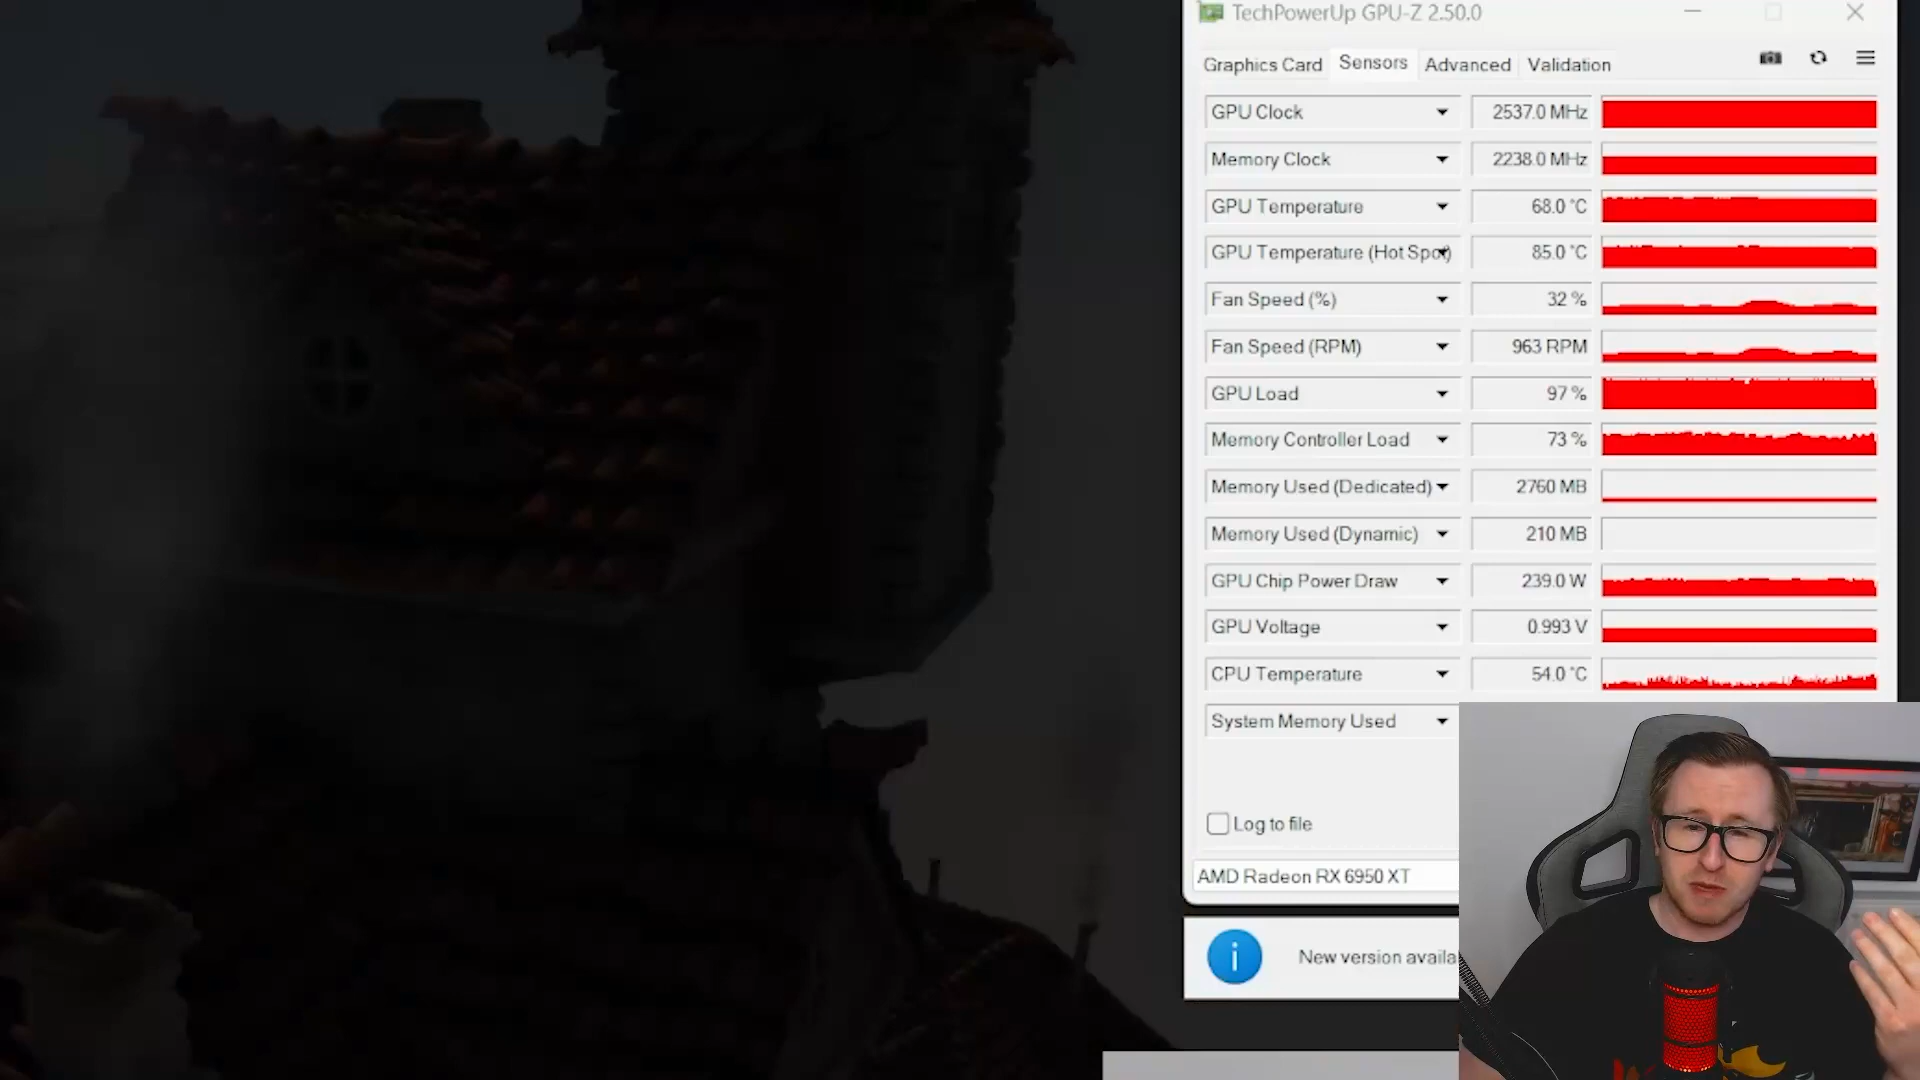 TechPowerUp GPU-Z 2.50.0
Graphics Card Sensors Advanced Validation
GPU Clock 2537.0 MHz
Memory Clock 2238.0 MHz
GPU Temperature 68.0 °C
GPU Temperature (Hot Spot) 85.0 °C
Fan Speed (%) 32 %
Fan Speed (RPM) 963 RPM
GPU Load 97 %
Memory Controller Load 73 %
Memory Used (Dedicated) 2760 MB
Memory Used (Dynamic) 210 MB
GPU Chip Power Draw 239.0 W
GPU Voltage 0.993 V
CPU Temperature 54.0 °C
System Memory Used
Log to file
AMD Radeon RX 6950 XT
New version availa